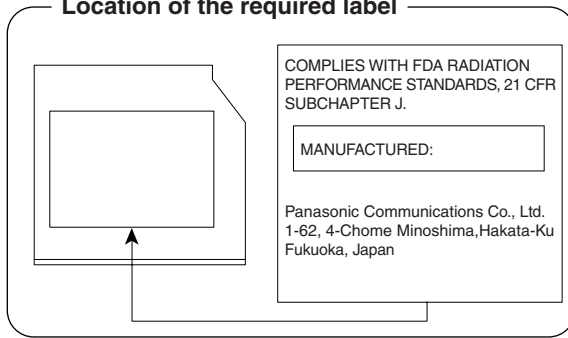 Location of the required label
COMPLIES WITH FDA RADIATION
PERFORMANCE STANDARDS, 21 CFR
SUBCHAPTER J.
MANUFACTURED:
Panasonic Communications Co., Ltd.
1-62, 4-Chome Minoshima,Hakata-Ku
Fukuoka, Japan